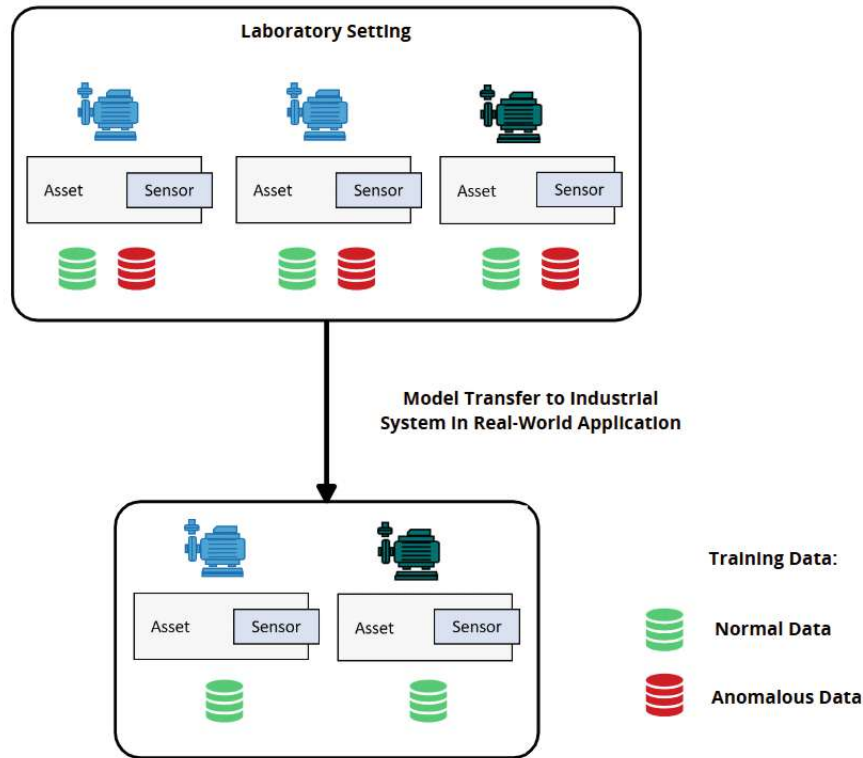 Laboratory Setting
Asset
Sensor
Asset
Sensor
Asset
Sensor
Model Transfer to Industrial
System in Real-World Application
Asset
Sensor
Asset
Sensor
Training Data:
Normal Data
Anomalous Data